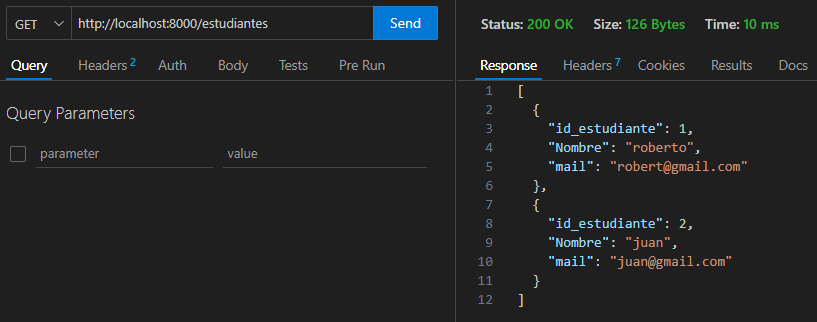 GET http://localhost:8000/estudiantes Send
Query Headers 2 Auth Body Tests Pre Run
Query Parameters
parameter value
Status: 200 OK Size: 126 Bytes Time: 10 ms
Response Headers 7 Cookies Results Docs
1 [
2 {
3 "id_estudiante": 1,
4 "Nombre": "roberto",
5 "mail": "robert@gmail.com"
6 },
7 {
8 "id_estudiante": 2,
9 "Nombre": "juan",
10 "mail": "juan@gmail.com"
11 }
12 ]